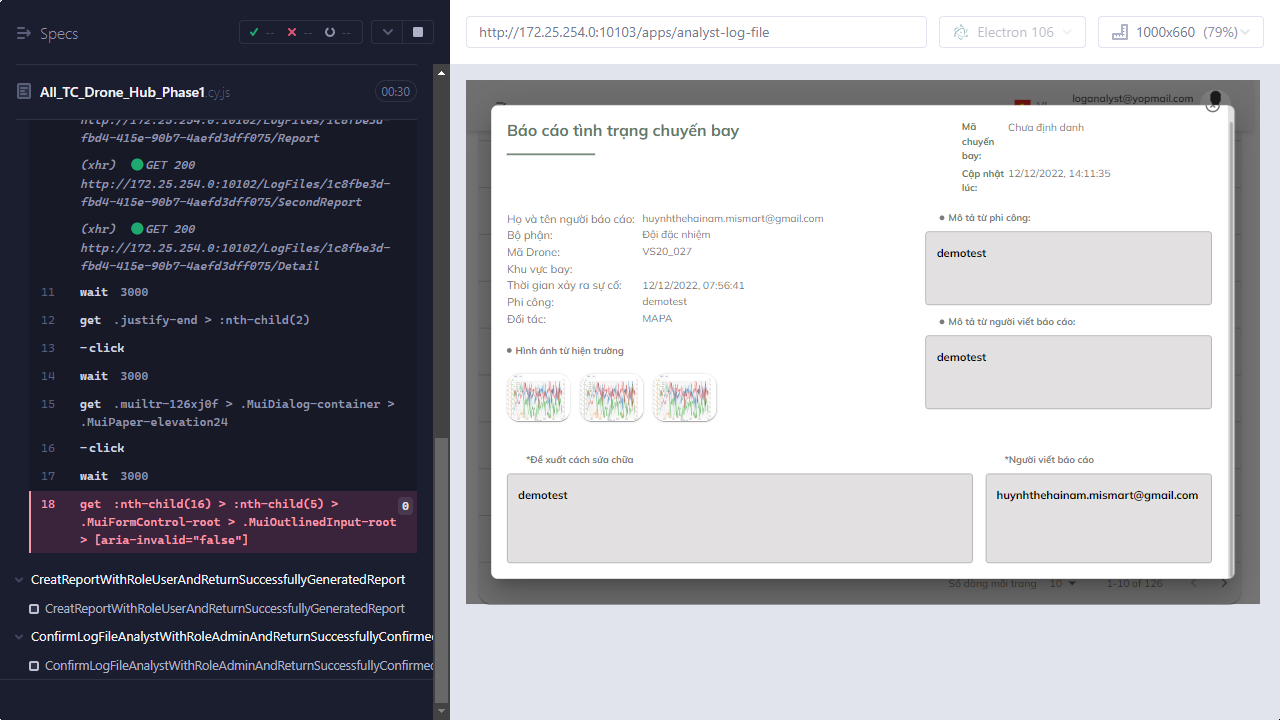 Specs
--
--
--
All_TC_Drone_Hub_Phase1.cy.js
00:30
http://172.25.254.0:10102/LogFiles/1c8fbe3d-
fbd4-415e-90b7-4aefd3dff075/Report
(xhr) GET 200
http://172.25.254.0:10102/LogFiles/1c8fbe3d-
fbd4-415e-90b7-4aefd3dff075/SecondReport
(xhr) GET 200
http://172.25.254.0:10102/LogFiles/1c8fbe3d-
fbd4-415e-90b7-4aefd3dff075/Detail
11 wait 3000
12 get .justify-end > :nth-child(2)
13 -click
14 wait 3000
15 get .muiltr-126xj0f > .MuiDialog-container >
.MuiPaper-elevation24
16 -click
17 wait 3000
18 get :nth-child(16) > :nth-child(5) >
.MuiFormControl-root > .MuiOutlinedInput-root
> [aria-invalid="false"]
0
CreatReportWithRoleUserAndReturnSuccessfullyGeneratedReport
CreatReportWithRoleUserAndReturnSuccessfullyGeneratedReport
ConfirmLogFileAnalystWithRoleAdminAndReturnSuccessfullyConfirmed
ConfirmLogFileAnalystWithRoleAdminAndReturnSuccessfullyConfirmed
http://172.25.254.0:10103/apps/analyst-log-file
Electron 106
1000x660 (79%)
loganalyst@yopmail.com
Báo cáo tình trạng chuyến bay
Mã
chuyến
bay:
Chưa định danh
Cập nhật
lúc:
12/12/2022, 14:11:35
Họ và tên người báo cáo: huynhthehainam.mismart@gmail.com
Bộ phận: Đội đặc nhiệm
Mã Drone: VS20_027
Khu vực bay:
Thời gian xảy ra sự cố: 12/12/2022, 07:56:41
Phi công: demotest
Đối tác: MAPA
Hình ảnh từ hiện trường
Mô tả từ phi công:
demotest
Mô tả từ người viết báo cáo:
demotest
*Đề xuất cách sửa chữa
demotest
*Người viết báo cáo
huynhthehainam.mismart@gmail.com
Số dòng mỗi trang 10 1-10 of 126